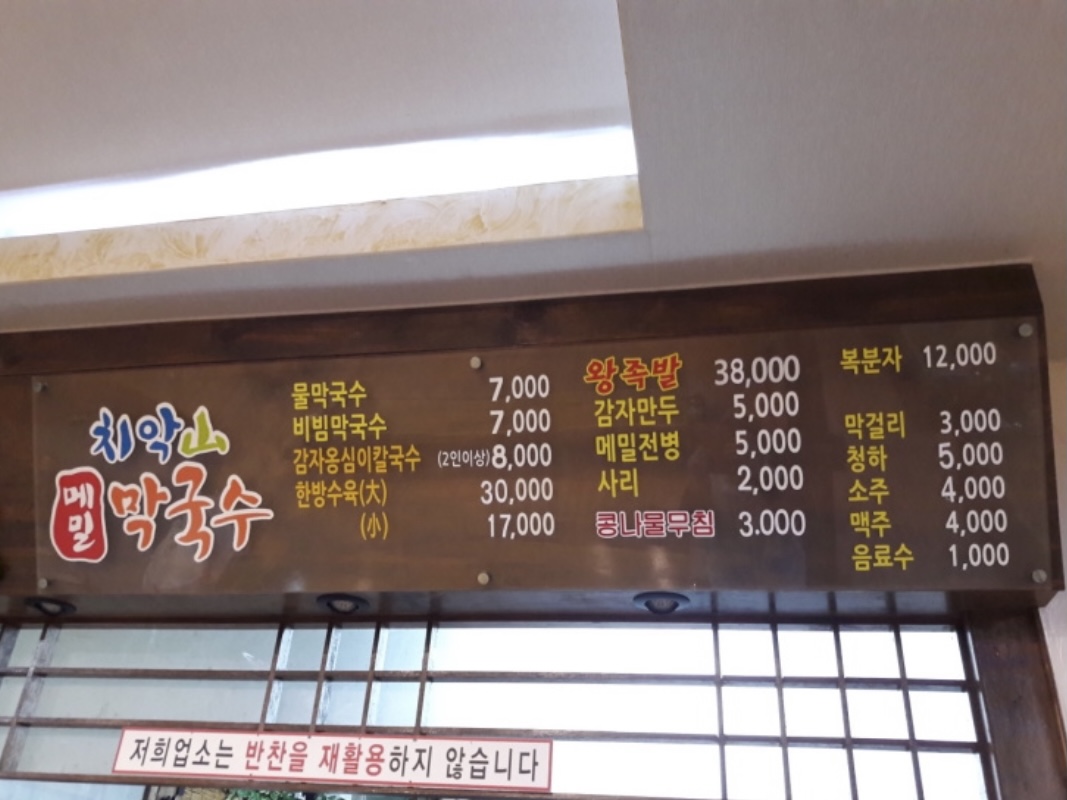 치악山
메밀 막국수
물막국수 7,000
비빔막국수 7,000
감자옹심이칼국수 (2인이상) 8,000
한방수육(大) 30,000
(小) 17,000
왕족발 38,000
감자만두 5,000
메밀전병 5,000
사리 2,000
콩나물무침 3.000
복분자 12,000
막걸리 3,000
청하 5,000
소주 4,000
맥주 4,000
음료수 1,000
저희업소는 반찬을 재활용하지 않습니다